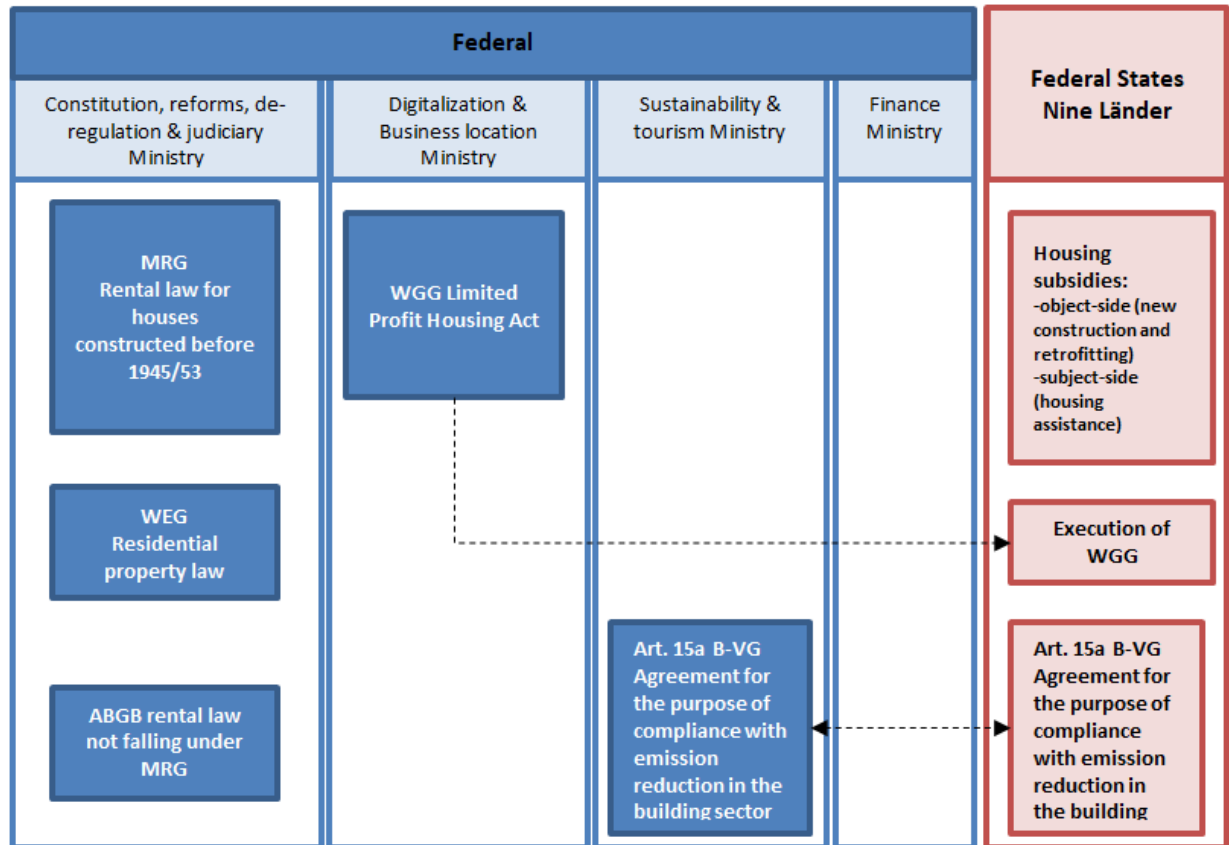 Federal
Constitution, reforms, de-
regulation & judiciary
Ministry
Digitalization &
Business location
Ministry
Sustainability &
tourism Ministry
Finance
Ministry
Federal States
Nine Länder
MRG
Rental law for
houses
constructed before
1945/53
WGG Limited
Profit Housing Act
Housing
subsidies:
-object-side (new
construction and
retrofitting)
-subject-side
(housing
assistance)
WEG
Residential
property law
Execution of
WGG
ABGB rental law
not falling under
MRG
Art. 15a B-VG
Agreement for
the purpose of
compliance with
emission
reduction in the
building sector
Art. 15a B-VG
Agreement for
the purpose of
compliance
with emission
reduction in
the building